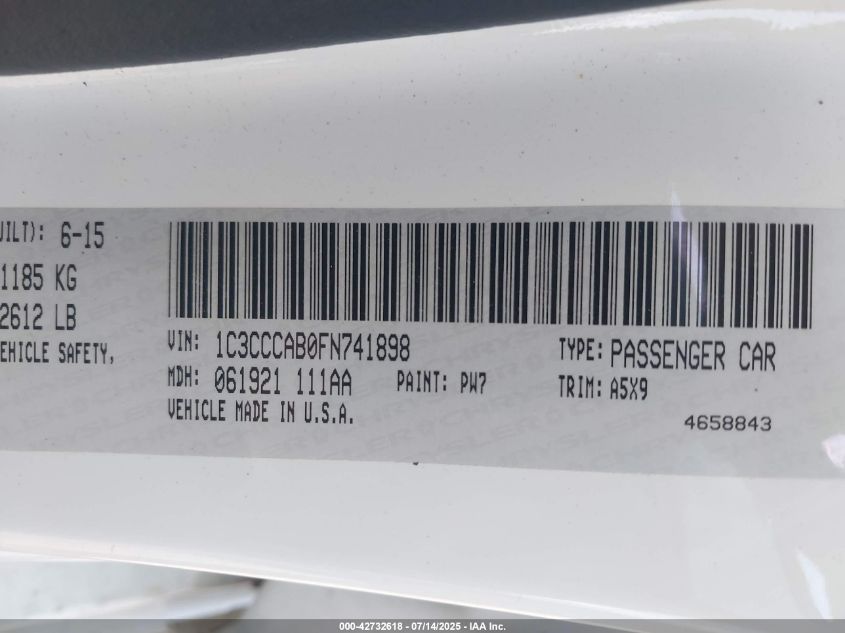 UILT): 6-15
1185 KG
2612 LB
EHICLE SAFETY,
VIN: 1C3CCCAB0FN741898
TYPE: PASSENGER CAR
MDH: 061921 111AA
PAINT: PW7
TRIM: A5X9
VEHICLE MADE IN U.S.A.
4658843
000-42732618 - 07/14/2025 - IAA Inc.